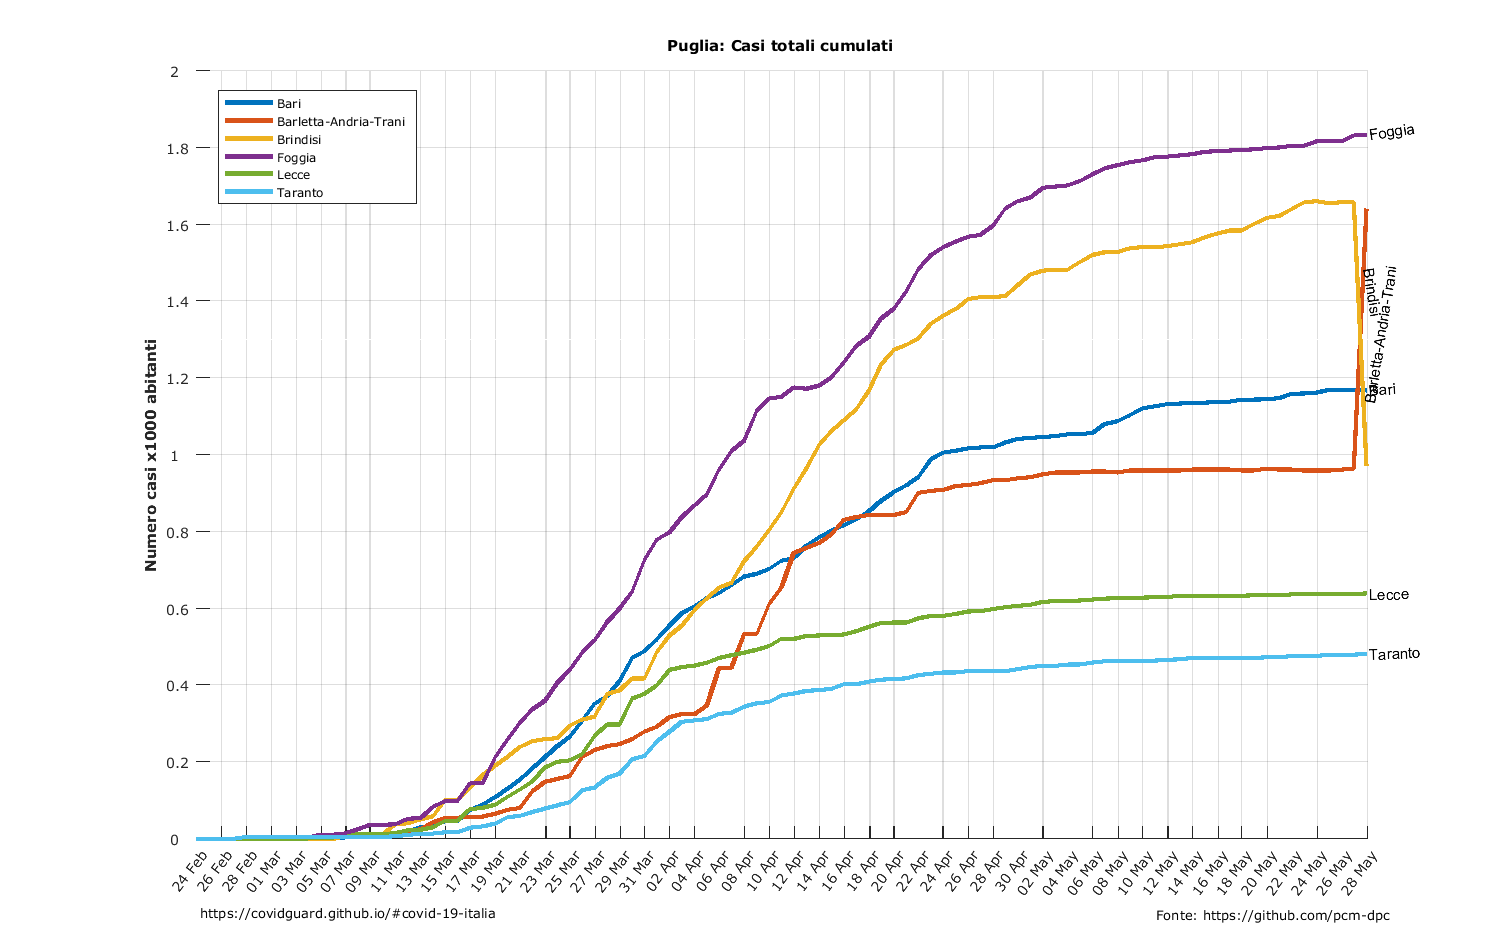 Puglia: Casi totali cumulati
Numero casi x1000 abitanti
2
1.8
1.6
1.4
1.2
1
0.8
0.6
0.4
0.2
0
Bari
Barletta-Andria-Trani
Brindisi
Foggia
Lecce
Taranto
Foggia
Brindisi
Barletta-Andria-Trani
Bari
Lecce
Taranto
24 Feb
26 Feb
28 Feb
01 Mar
03 Mar
05 Mar
07 Mar
09 Mar
11 Mar
13 Mar
15 Mar
17 Mar
19 Mar
21 Mar
23 Mar
25 Mar
27 Mar
29 Mar
31 Mar
02 Apr
04 Apr
06 Apr
08 Apr
10 Apr
12 Apr
14 Apr
16 Apr
18 Apr
20 Apr
22 Apr
24 Apr
26 Apr
28 Apr
30 Apr
02 May
04 May
06 May
08 May
10 May
12 May
14 May
16 May
18 May
20 May
22 May
24 May
26 May
28 May
https://covidguard.github.io/#covid-19-italia
Fonte: https://github.com/pcm-dpc